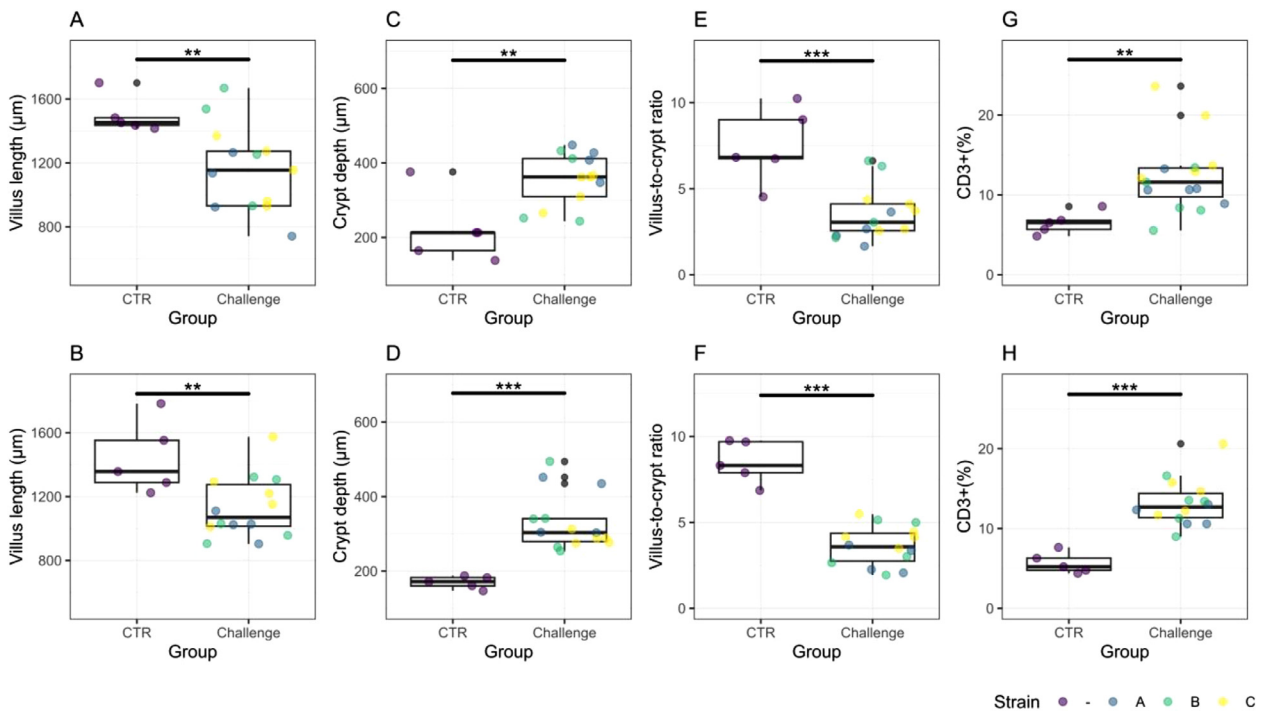 A
Villus length (µm)
1600
1200
800
**
CTR
Challenge
Group
C
Crypt depth (µm)
600
400
200
**
CTR
Challenge
Group
E
Villus-to-crypt ratio
10
5
0
***
CTR
Challenge
Group
G
CD3+(%)
20
10
0
**
CTR
Challenge
Group
B
Villus length (µm)
1600
1200
800
**
CTR
Challenge
Group
D
Crypt depth (µm)
600
400
200
***
CTR
Challenge
Group
F
Villus-to-crypt ratio
10
5
0
***
CTR
Challenge
Group
H
CD3+(%)
20
10
0
***
CTR
Challenge
Group
Strain - A B C